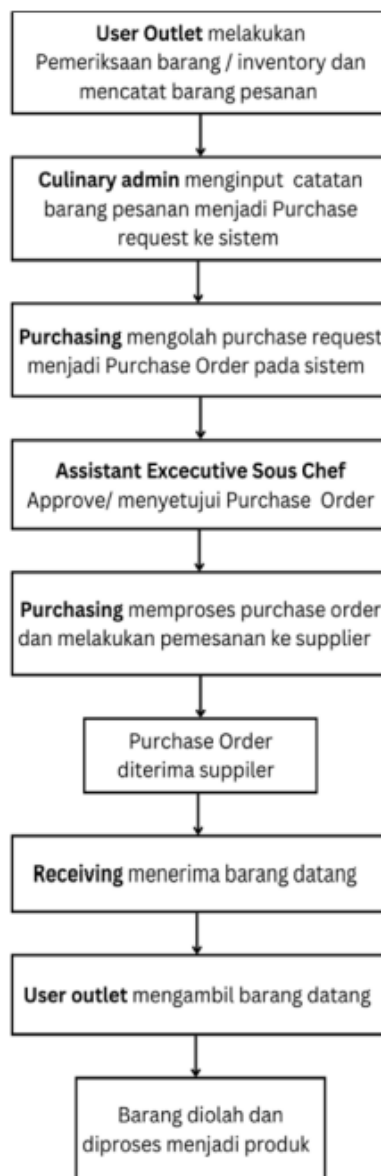 User Outlet melakukan
Pemeriksaan barang / inventory dan
mencatat barang pesanan
Culinary admin menginput catatan
barang pesanan menjadi Purchase
request ke sistem
Purchasing mengolah purchase request
menjadi Purchase Order pada sistem
Assistant Excecutive Sous Chef
Approve/ menyetujui Purchase Order
Purchasing memproses purchase order
dan melakukan pemesanan ke supplier
Purchase Order
diterima suppiler
Receiving menerima barang datang
User outlet mengambil barang datang
Barang diolah dan
diproses menjadi produk